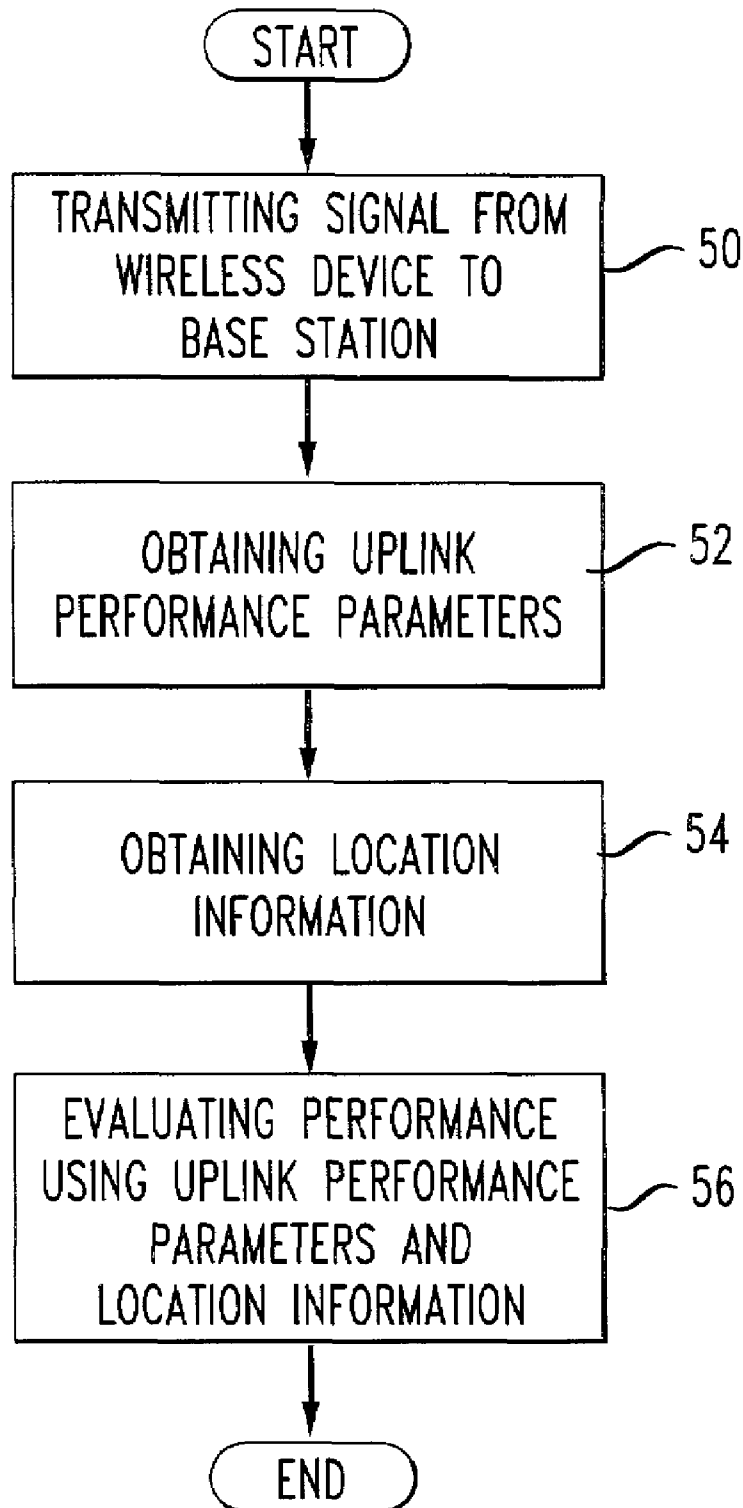 START
TRANSMITTING SIGNAL FROM
WIRELESS DEVICE TO
BASE STATION
50
OBTAINING UPLINK
PERFORMANCE PARAMETERS
52
OBTAINING LOCATION
INFORMATION
54
EVALUATING PERFORMANCE
USING UPLINK PERFORMANCE
PARAMETERS AND
LOCATION INFORMATION
56
END